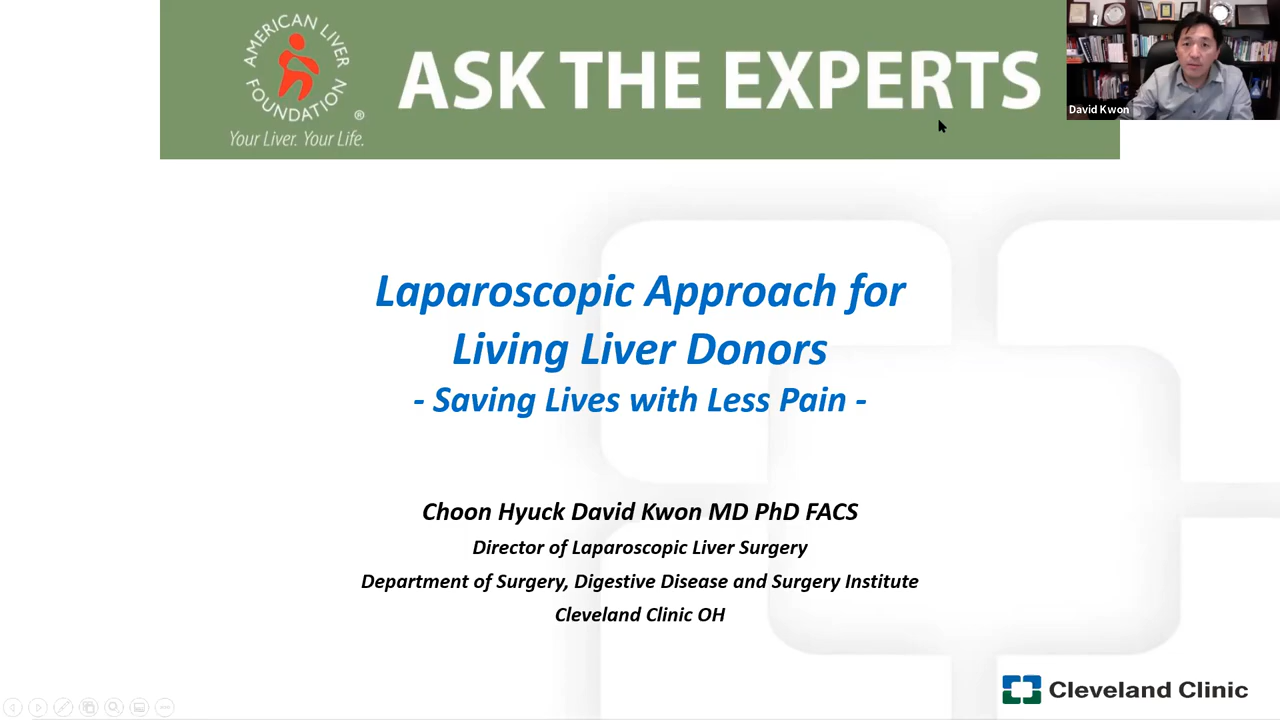 AMERICAN LIVER FOUNDATION
®
Your Liver. Your Life.
ASK THE EXPERTS
David Kwon
Laparoscopic Approach for
Living Liver Donors
- Saving Lives with Less Pain -
Choon Hyuck David Kwon MD PhD FACS
Director of Laparoscopic Liver Surgery
Department of Surgery, Digestive Disease and Surgery Institute
Cleveland Clinic OH
Cleveland Clinic